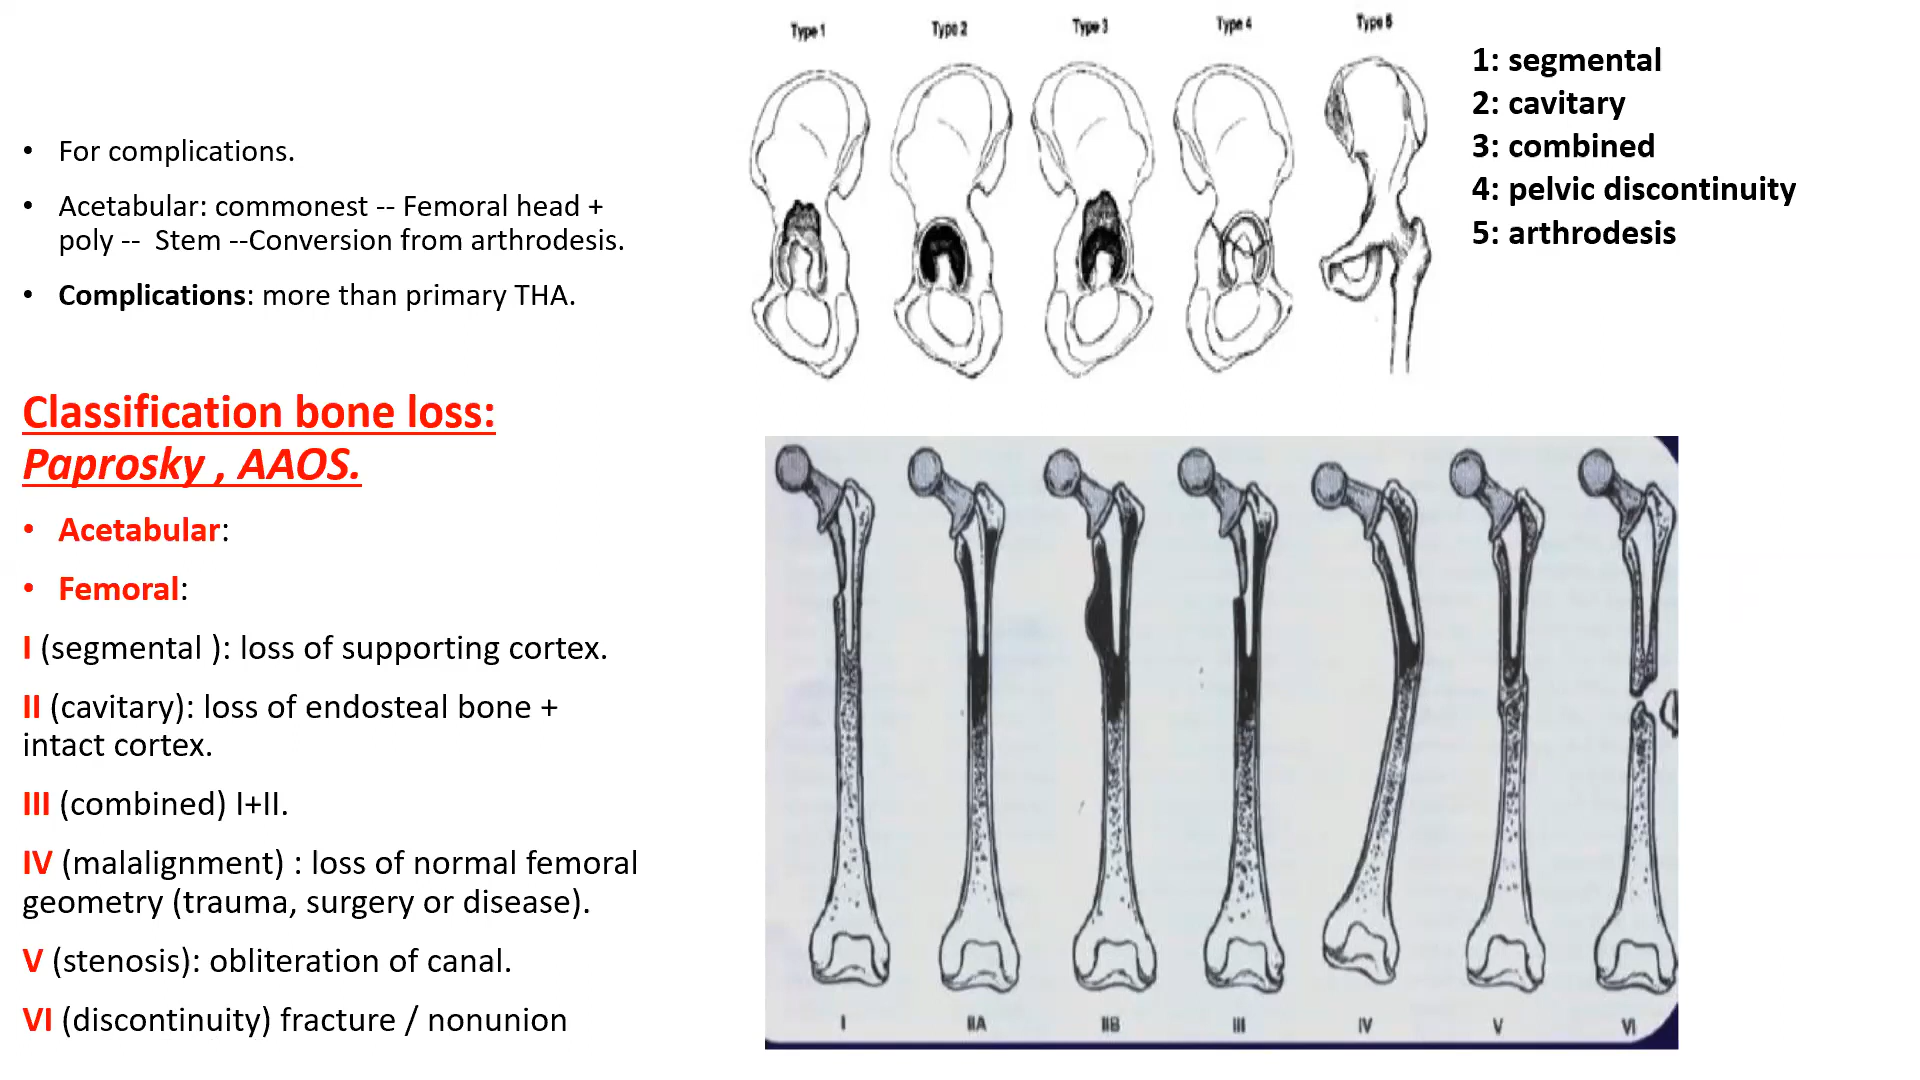 • For complications.
• Acetabular: commonest -- Femoral head +
poly -- Stem --Conversion from arthrodesis.
• Complications: more than primary THA.
Classification bone loss:
Paprosky , AAOS.
• Acetabular:
• Femoral:
I (segmental ): loss of supporting cortex.
II (cavitary): loss of endosteal bone +
intact cortex.
III (combined) I+II.
IV (malalignment) : loss of normal femoral
geometry (trauma, surgery or disease).
V (stenosis): obliteration of canal.
VI (discontinuity) fracture / nonunion
Type 1 Type 2 Type 3 Type 4 Type 5
1: segmental
2: cavitary
3: combined
4: pelvic discontinuity
5: arthrodesis
I IIA IIB III IV V VI